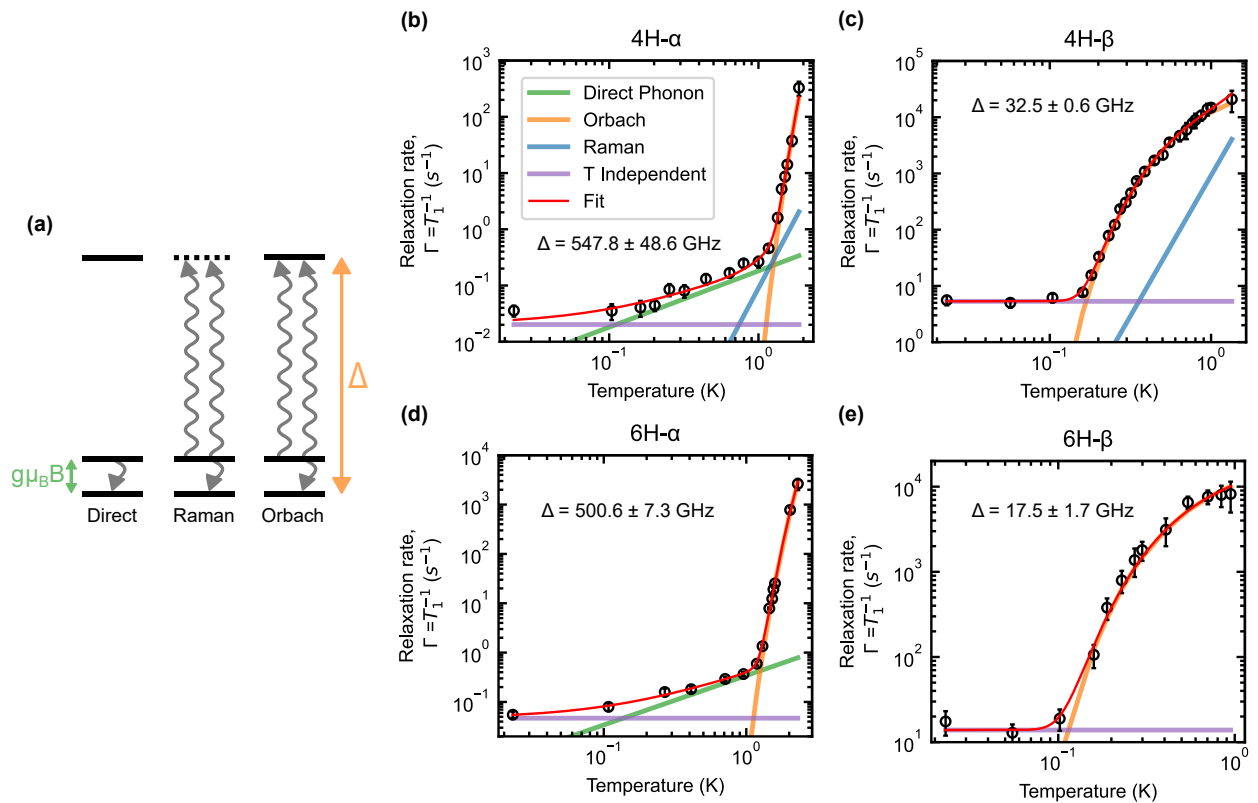 (a)
Δ
gμ_BB
Direct
Raman
Orbach
(b)
4H-α
Relaxation rate,
Γ = T₁⁻¹ (s⁻¹)
10³
10²
10¹
10⁰
10⁻¹
10⁻²
Direct Phonon
Orbach
Raman
T Independent
Fit
Δ = 547.8 ± 48.6 GHz
10⁻¹
10⁰
Temperature (K)
(c)
4H-β
Relaxation rate,
Γ = T₁⁻¹ (s⁻¹)
10⁵
10⁴
10³
10²
10¹
10⁰
Δ = 32.5 ± 0.6 GHz
10⁻¹
10⁰
Temperature (K)
(d)
6H-α
Relaxation rate,
Γ = T₁⁻¹ (s⁻¹)
10⁴
10³
10²
10¹
10⁰
10⁻¹
Δ = 500.6 ± 7.3 GHz
10⁻¹
10⁰
Temperature (K)
(e)
6H-β
Relaxation rate,
Γ = T₁⁻¹ (s⁻¹)
10⁴
10³
10²
10¹
Δ = 17.5 ± 1.7 GHz
10⁻¹
10⁰
Temperature (K)